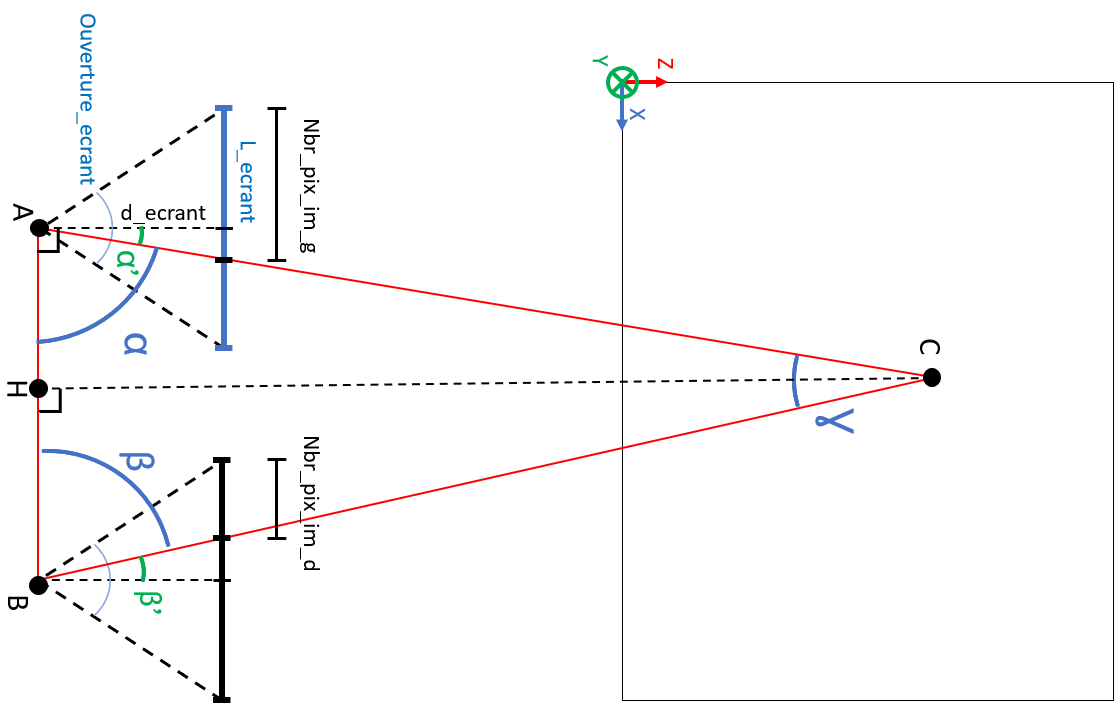 Ouverture_ecrant
L_ecrant
Nbr_pix_im_g
d_ecrant
A
α'
α
H
β
Nbr_pix_im_d
β'
B
Y
Z
X
C
γ